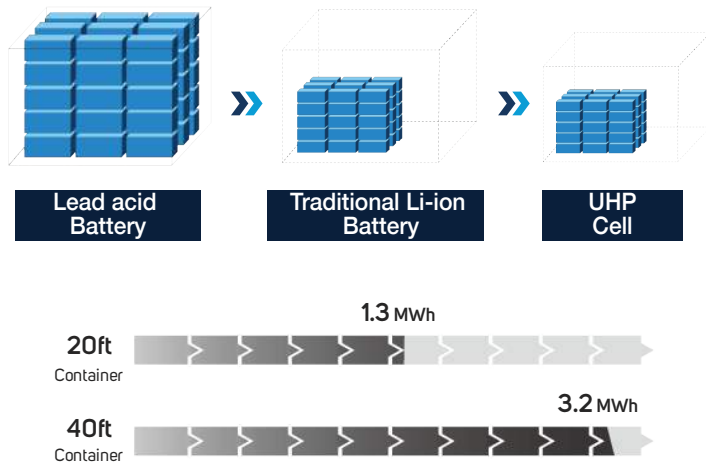 Lead acid
Battery
Traditional Li-ion
Battery
UHP
Cell
1.3 MWh
20ft
Container
3.2 MWh
40ft
Container